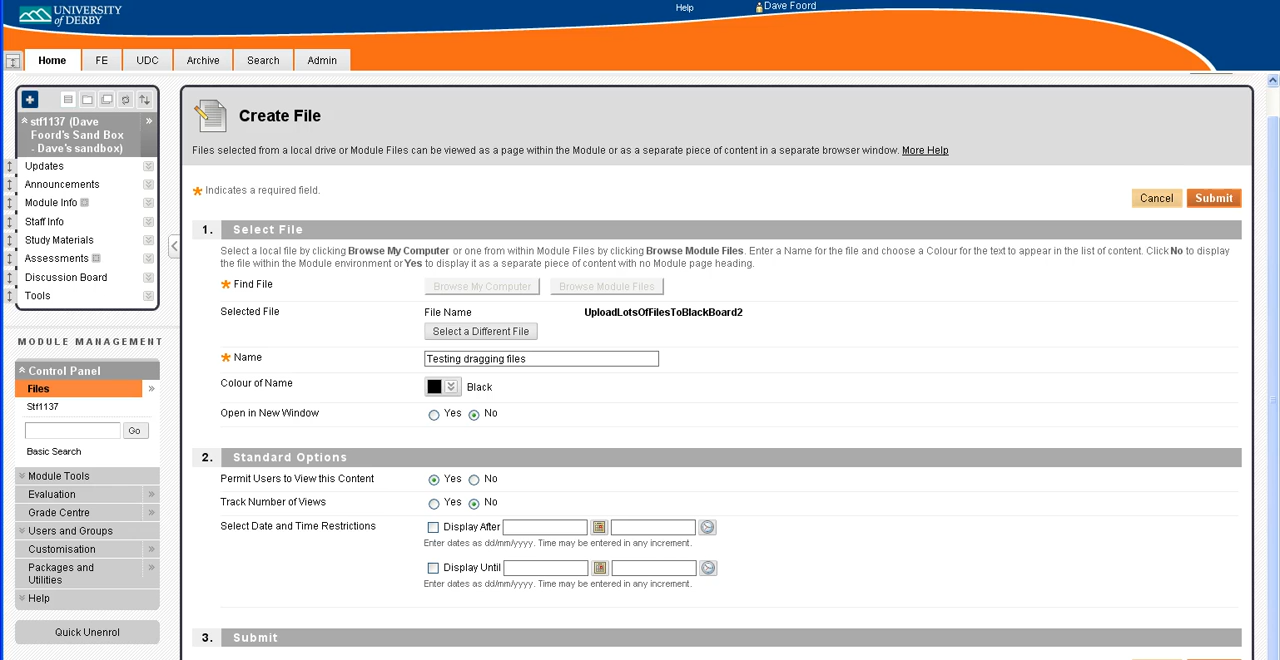 UNIVERSITY
of DERBY
Help
Dave Foord
Home
FE
UDC
Archive
Search
Admin
stf1137 (Dave
Foord's Sand Box
- Dave's sandbox)
Updates
Announcements
Module Info
Staff Info
Study Materials
Assessments
Discussion Board
Tools
MODULE MANAGEMENT
Control Panel
Files
Stf1137
Go
Basic Search
Module Tools
Evaluation
Grade Centre
Users and Groups
Customisation
Packages and
Utilities
Help
Quick Unenrol
Create File
Files selected from a local drive or Module Files can be viewed as a page within the Module or as a separate piece of content in a separate browser window. More Help
* Indicates a required field.
Cancel
Submit
1. Select File
Select a local file by clicking Browse My Computer or one from within Module Files by clicking Browse Module Files. Enter a Name for the file and choose a Colour for the text to appear in the list of content. Click No to display
the file within the Module environment or Yes to display it as a separate piece of content with no Module page heading.
* Find File
Browse My Computer
Browse Module Files
Selected File
File Name
UploadLotsOfFilesToBlackBoard2
Select a Different File
* Name
Testing dragging files
Colour of Name
Black
Open in New Window
Yes
No
2. Standard Options
Permit Users to View this Content
Yes
No
Track Number of Views
Yes
No
Select Date and Time Restrictions
Display After
Enter dates as dd/mm/yyyy. Time may be entered in any increment.
Display Until
Enter dates as dd/mm/yyyy. Time may be entered in any increment.
3. Submit